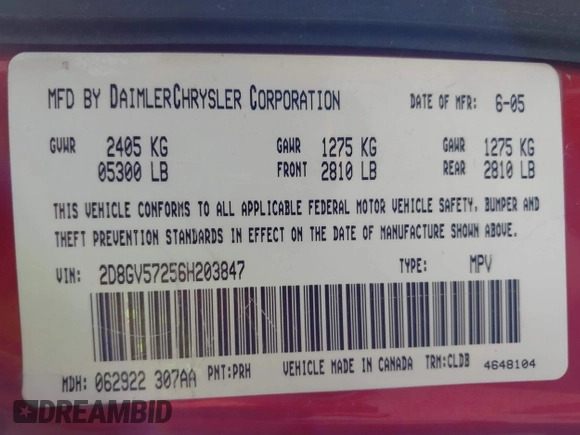 MFD BY DAIMLERCHRYSLER CORPORATION DATE OF MFR: 6-05
GVWR 2405 KG GAWR 1275 KG GAWR 1275 KG
05300 LB FRONT 2810 LB REAR 2810 LB
THIS VEHICLE CONFORMS TO ALL APPLICABLE FEDERAL MOTOR VEHICLE SAFETY, BUMPER AND
THEFT PREVENTION STANDARDS IN EFFECT ON THE DATE OF MANUFACTURE SHOWN ABOVE.
VIN: 2D8GV57256H203847 TYPE: MPV
MDH: 062922 307AA PNT:PRH VEHICLE MADE IN CANADA TRM:CLDB 4648104
DREAMBID